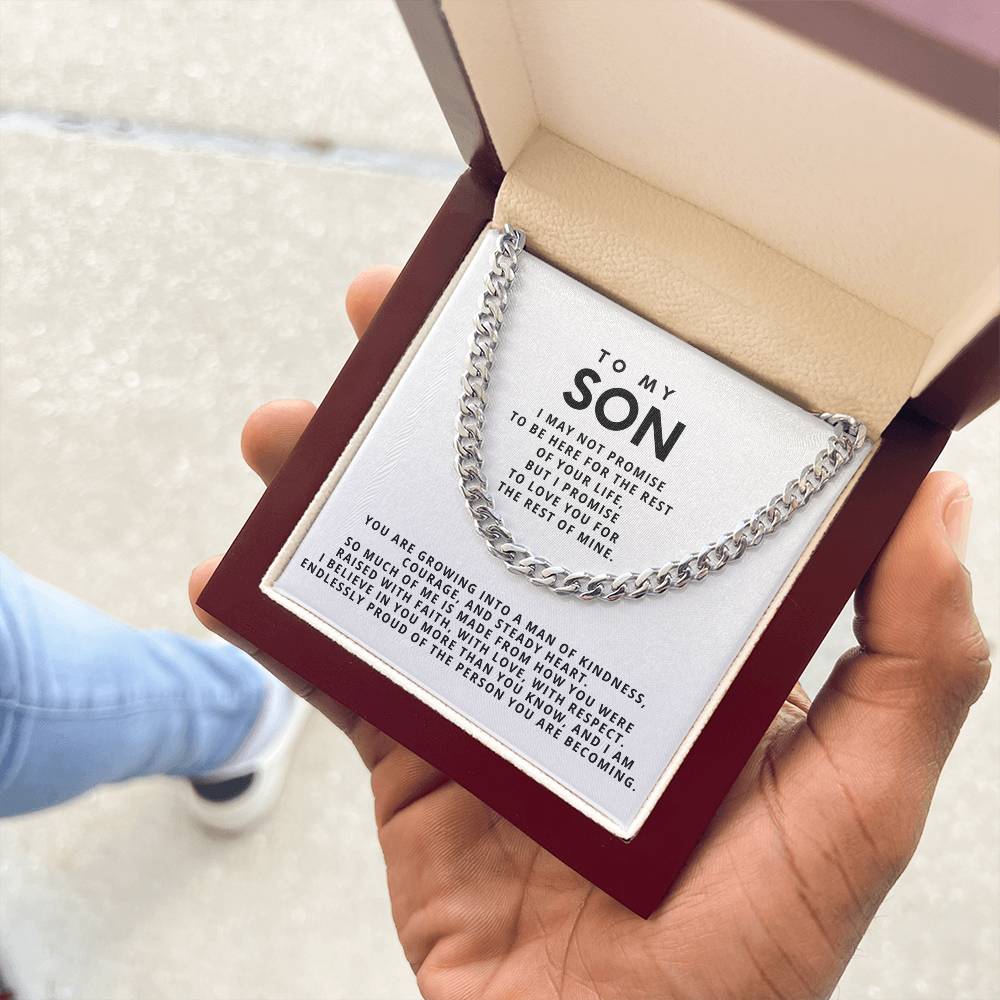 TO MY
SON
I MAY NOT PROMISE
TO BE HERE FOR THE REST
OF YOUR LIFE,
BUT I PROMISE
TO LOVE YOU FOR
THE REST OF MINE.
YOU ARE GROWING INTO A MAN OF KINDNESS,
COURAGE, AND STEADY HEART.
SO MUCH OF ME IS MADE FROM HOW YOU WERE
RAISED WITH FAITH, WITH LOVE, WITH RESPECT.
I BELIEVE IN YOU MORE THAN YOU KNOW, AND I AM
ENDLESSLY PROUD OF THE PERSON YOU ARE BECOMING.